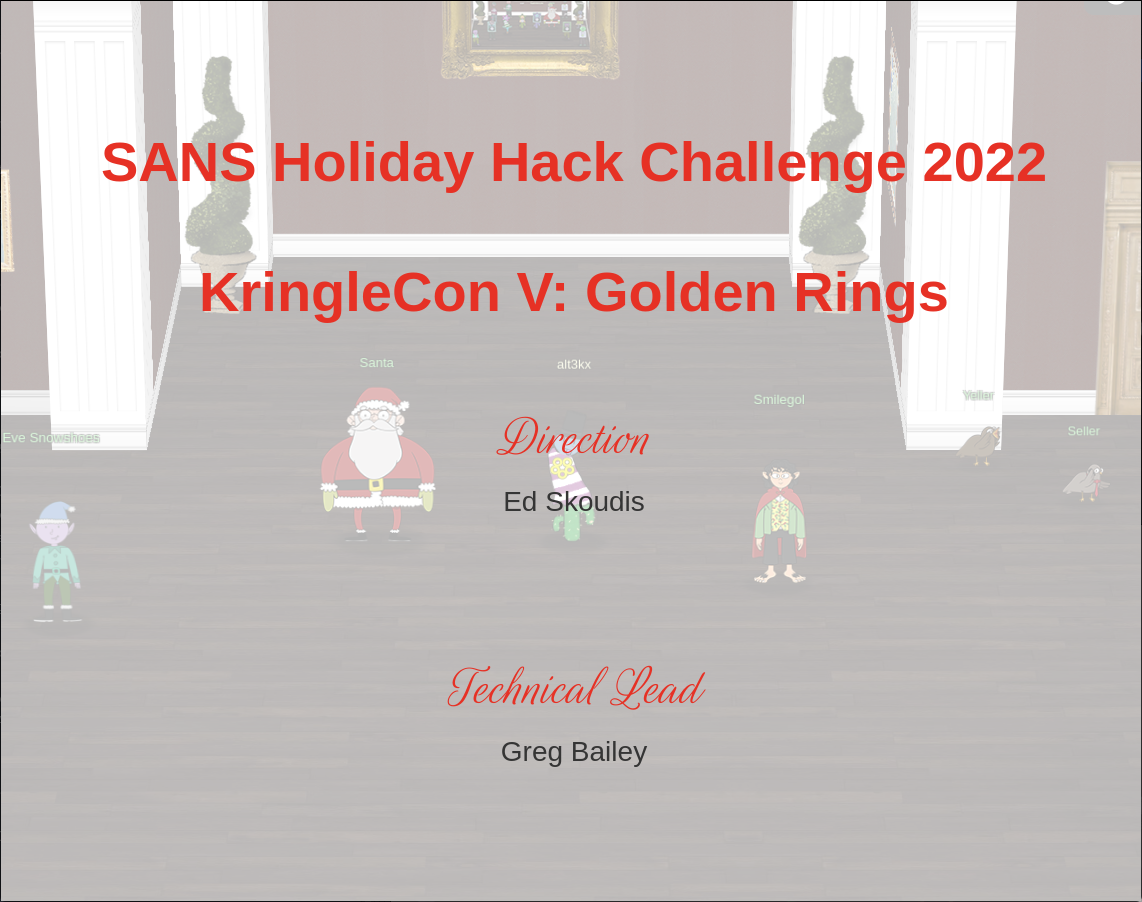 SANS Holiday Hack Challenge 2022
KringleCon V: Golden Rings
Santa
alt3kx
Smilegol
Yeller
Eve Snowshoes
Seller
Direction
Ed Skoudis
Technical Lead
Greg Bailey